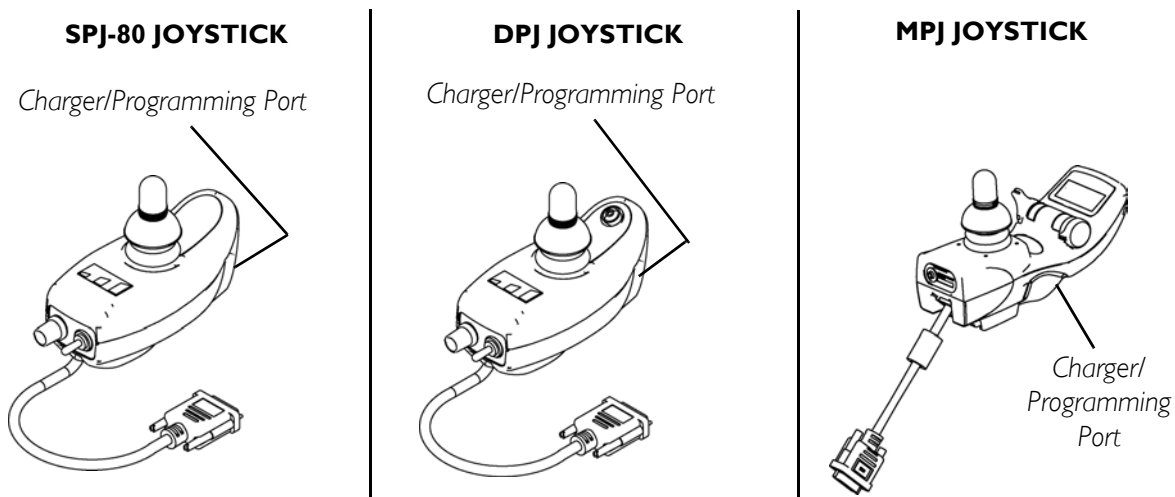 SPJ-80 JOYSTICK
Charger/Programming Port
DPJ JOYSTICK
Charger/Programming Port
MPJ JOYSTICK
Charger/
Programming
Port